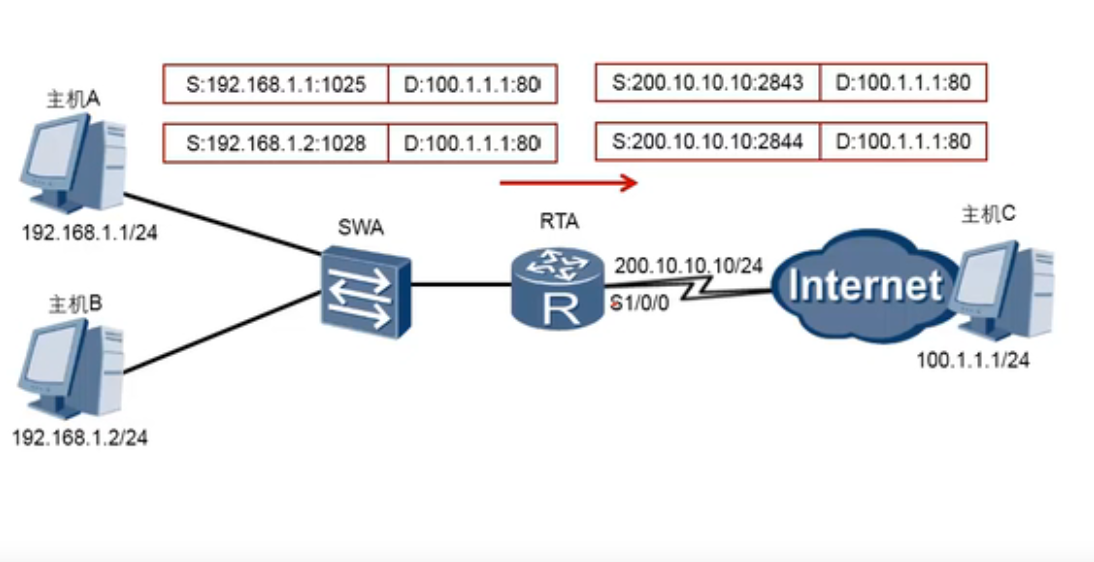 S:192.168.1.1:1025 D:100.1.1.1:80
S:200.10.10.10:2843 D:100.1.1.1:80
主机A
S:192.168.1.2:1028 D:100.1.1.1:80
S:200.10.10.10:2844 D:100.1.1.1:80
192.168.1.1/24
SWA
RTA
主机C
200.10.10.10/24
S1/0/0
Internet
R
主机B
100.1.1.1/24
192.168.1.2/24